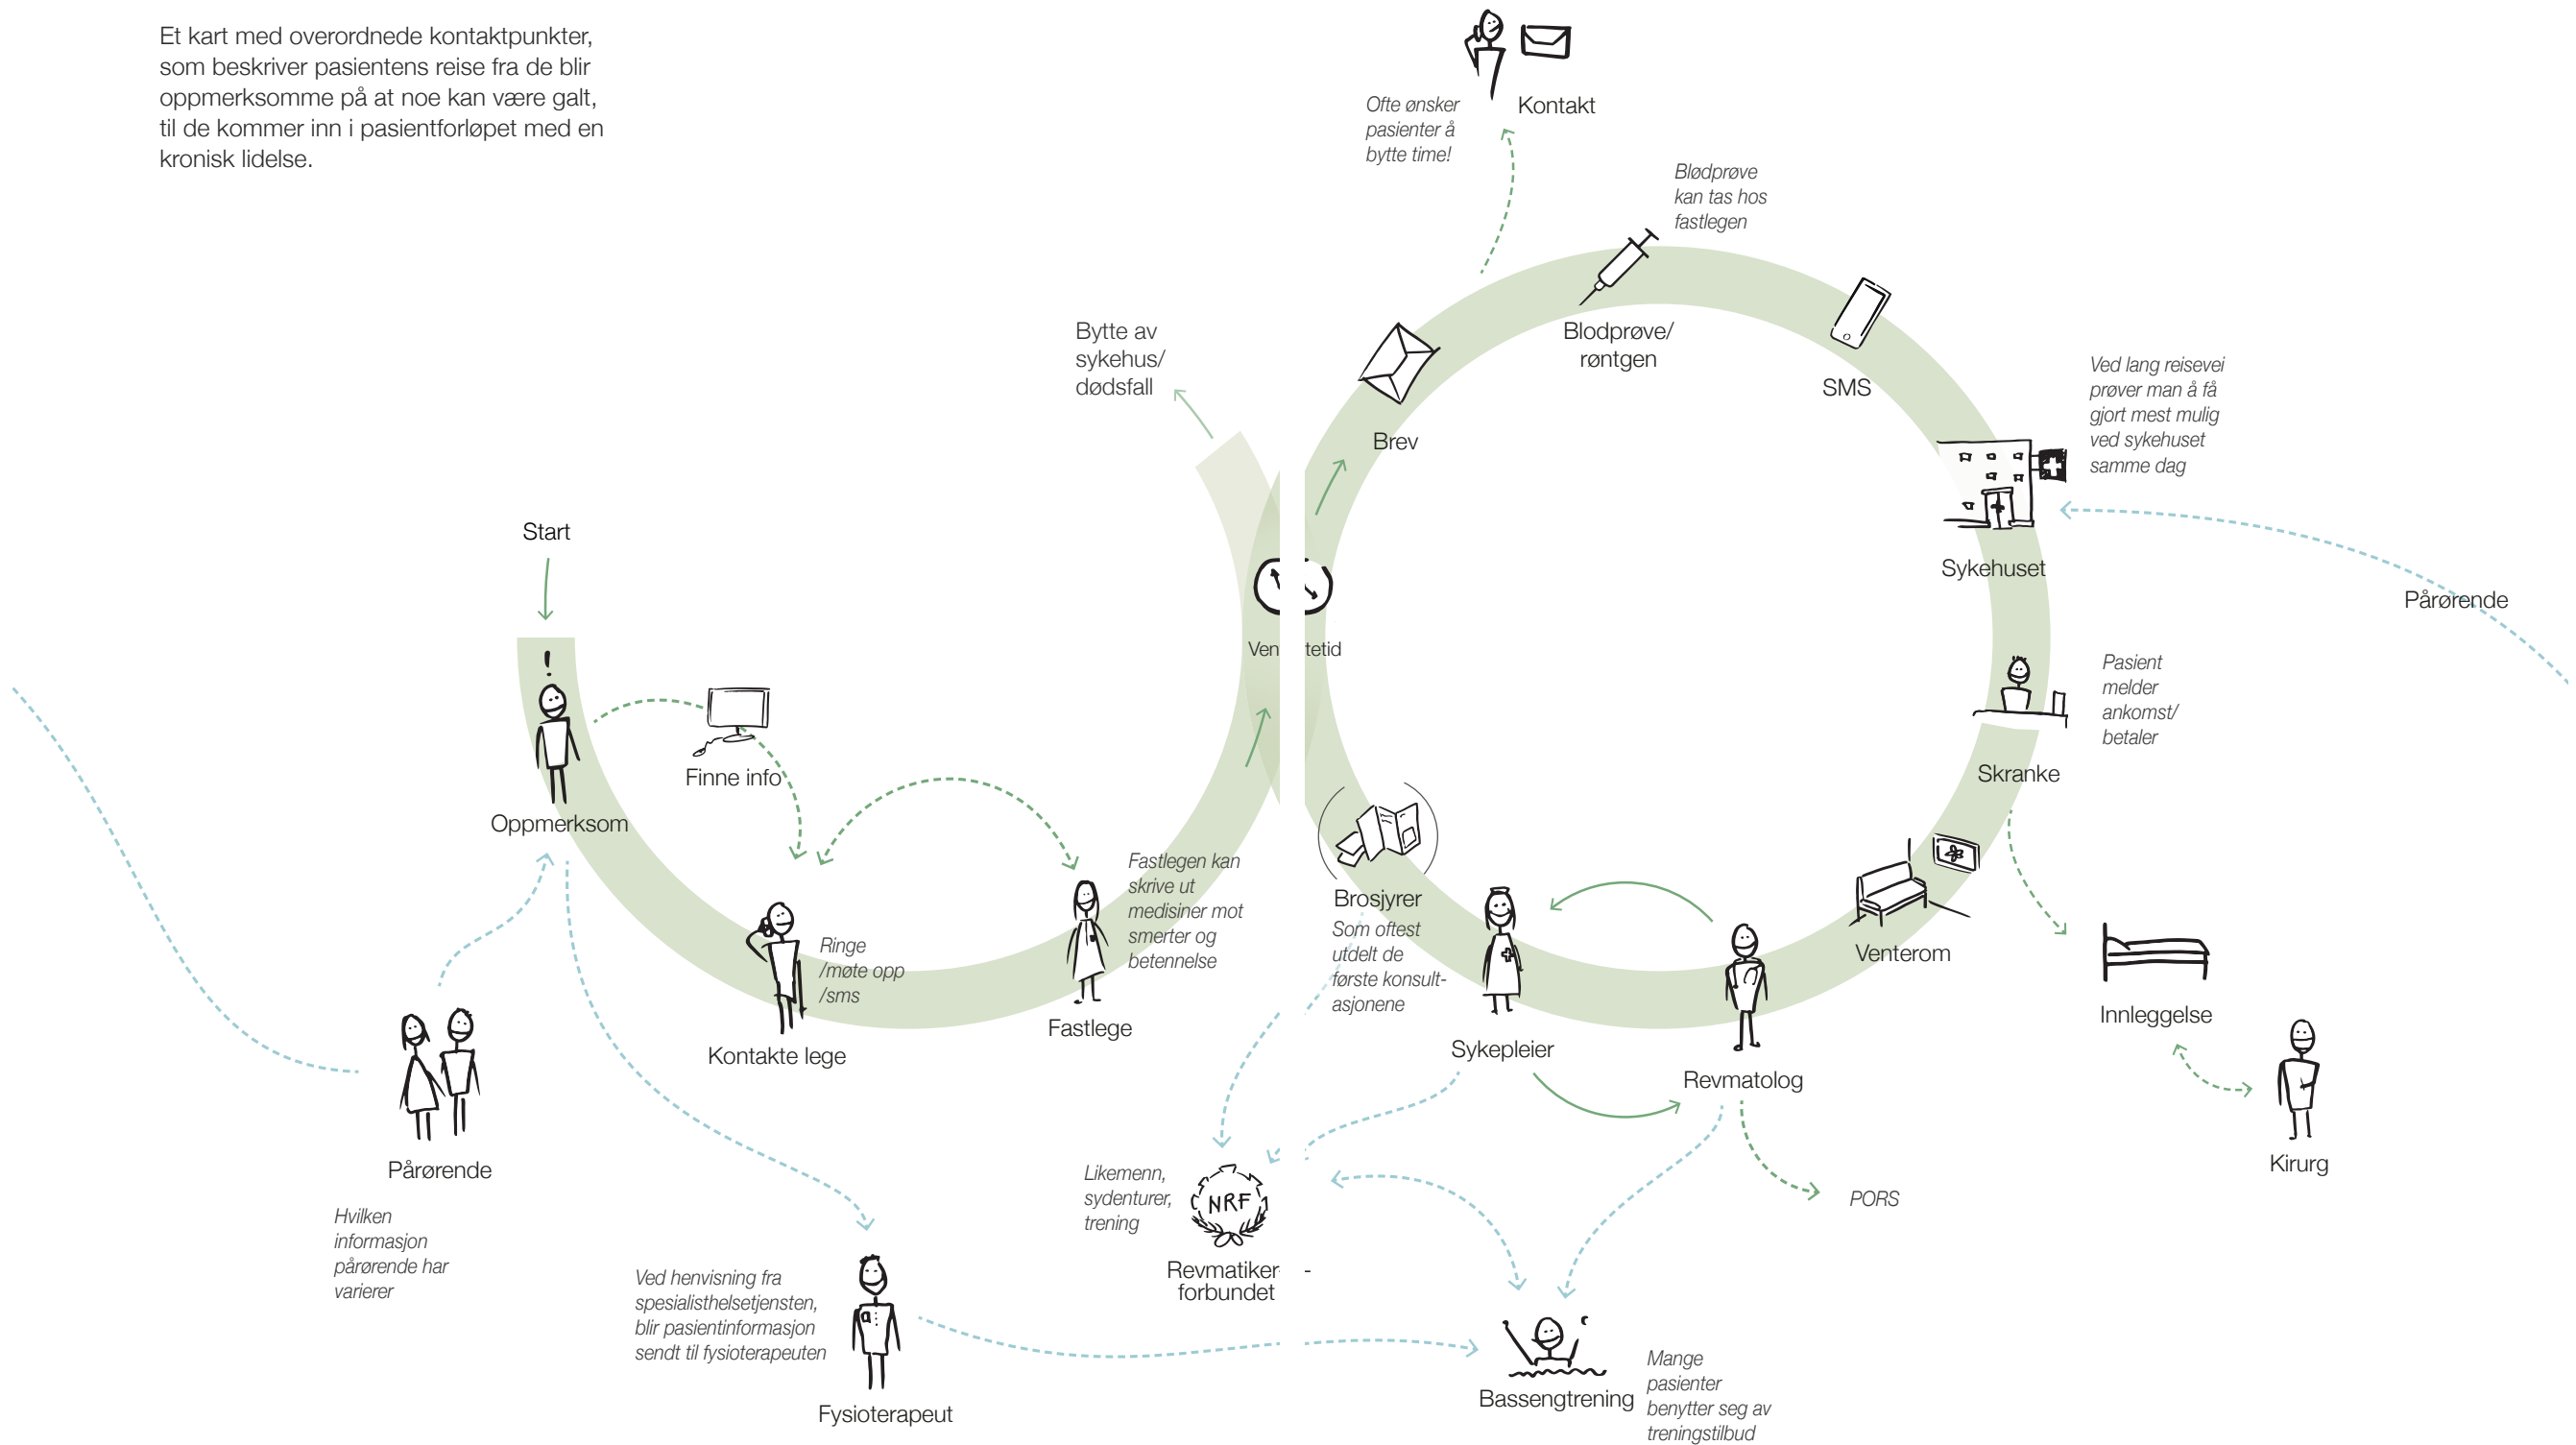 Et kart med overordnede kontaktpunkter,
som beskriver pasientens reise fra de blir
oppmerksomme på at noe kan være galt,
til de kommer inn i pasientforløpet med en
kronisk lidelse.
Ofte ønsker
pasienter å
bytte time!
Kontakt
Blødprøve
kan tas hos
fastlegen
Bytte av
sykehus/
dødsfall
Brev
Blodprøve/
røntgen
SMS
Ved lang reisevei
prøver man å få
gjort mest mulig
ved sykehuset
samme dag
Sykehuset
Pårørende
Start
!
Oppmerksom
Finne info
Ven tetid
Pasient
melder
ankomst/
betaler
Skranke
Ringe
/møte opp
/sms
Kontakte lege
Fastlegen kan
skrive ut
medisiner mot
smerter og
betennelse
Fastlege
Brosjyrer
Som oftest
utdelt de
første konsult-
asjonene
Sykepleier
Revmatolog
Venterom
Innleggelse
Kirurg
PORS
Pårørende
Hvilken
informasjon
pårørende har
varierer
Ved henvisning fra
spesialisthelsetjensten,
blir pasientinformasjon
sendt til fysioterapeuten
Fysioterapeut
Likemenn,
sydenturer,
trening
NRF
Revmatiker- -
forbundet
Bassengtrening
Mange
pasienter
benytter seg av
treningstilbud